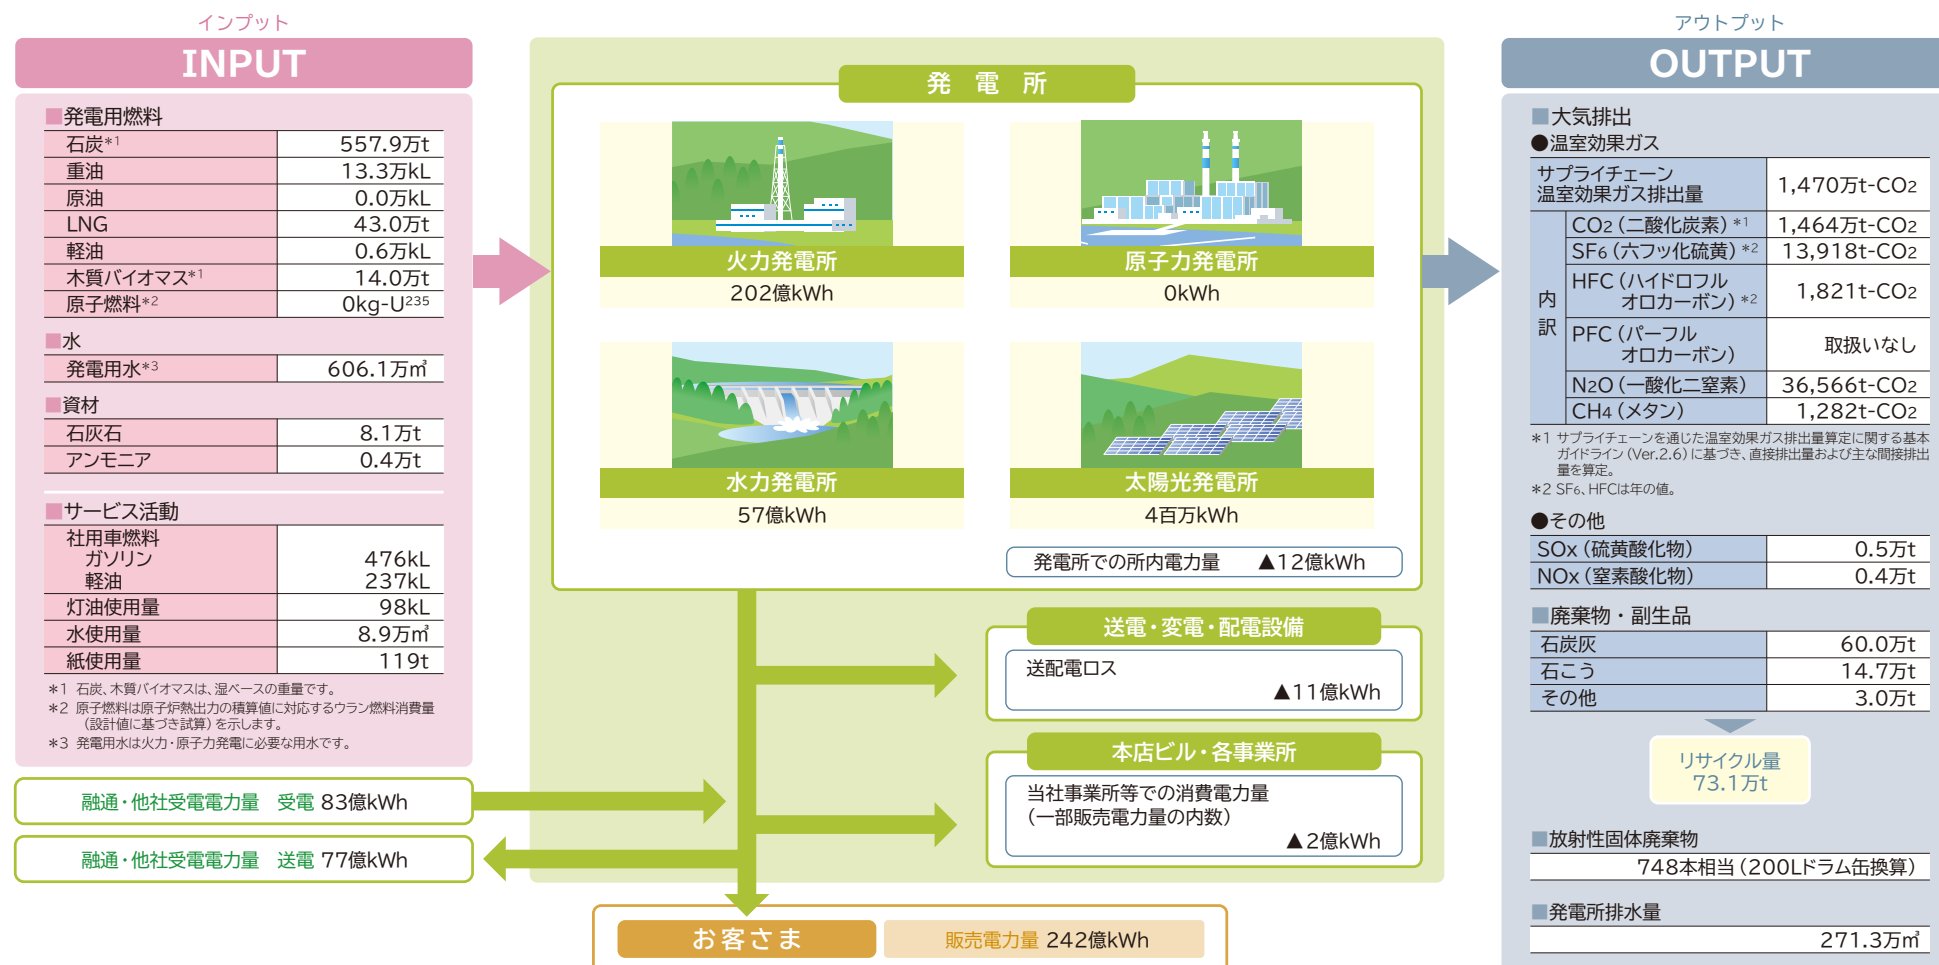 インプット
INPUT
■発電用燃料
石炭*1 557.9万t
重油 13.3万kL
原油 0.0万kL
LNG 43.0万t
軽油 0.6万kL
木質バイオマス*1 14.0万t
原子燃料*2 0kg-U235
■水
発電用水*3 606.1万㎥
■資材
石灰石 8.1万t
アンモニア 0.4万t
■サービス活動
社用車燃料
ガソリン 476kL
軽油 237kL
灯油使用量 98kL
水使用量 8.9万㎥
紙使用量 119t
*1 石炭、木質バイオマスは、湿ベースの重量です。
*2 原子燃料は原子炉熱出力の積算値に対応するウラン燃料消費量
（設計値に基づき試算）を示します。
*3 発電用水は火力・原子力発電に必要な用水です。
融通・他社受電電力量 受電 83億kWh
融通・他社受電電力量 送電 77億kWh
発電所
火力発電所
202億kWh
原子力発電所
0kWh
水力発電所
57億kWh
太陽光発電所
4百万kWh
発電所での所内電力量 ▲12億kWh
送電・変電・配電設備
送配電ロス
▲11億kWh
本店ビル・各事業所
当社事業所等での消費電力量
（一部販売電力量の内数）
▲2億kWh
お客さま 販売電力量 242億kWh
アウトプット
OUTPUT
■大気排出
●温室効果ガス
サプライチェーン
温室効果ガス排出量 1,470万t-CO2
内訳
CO2（二酸化炭素）*1 1,464万t-CO2
SF6（六フッ化硫黄）*2 13,918t-CO2
HFC（ハイドロフル
オロカーボン）*2 1,821t-CO2
PFC（パーフル
オロカーボン） 取扱いなし
N2O（一酸化二窒素） 36,566t-CO2
CH4（メタン） 1,282t-CO2
*1 サプライチェーンを通じた温室効果ガス排出量算定に関する基本
ガイドライン（Ver.2.6）に基づき、直接排出量および主な間接排出
量を算定。
*2 SF6、HFCは年の値。
●その他
SOx（硫黄酸化物） 0.5万t
NOx（窒素酸化物） 0.4万t
■廃棄物・副生品
石炭灰 60.0万t
石こう 14.7万t
その他 3.0万t
リサイクル量
73.1万t
■放射性固体廃棄物
748本相当（200Lドラム缶換算）
■発電所排水量
271.3万㎥